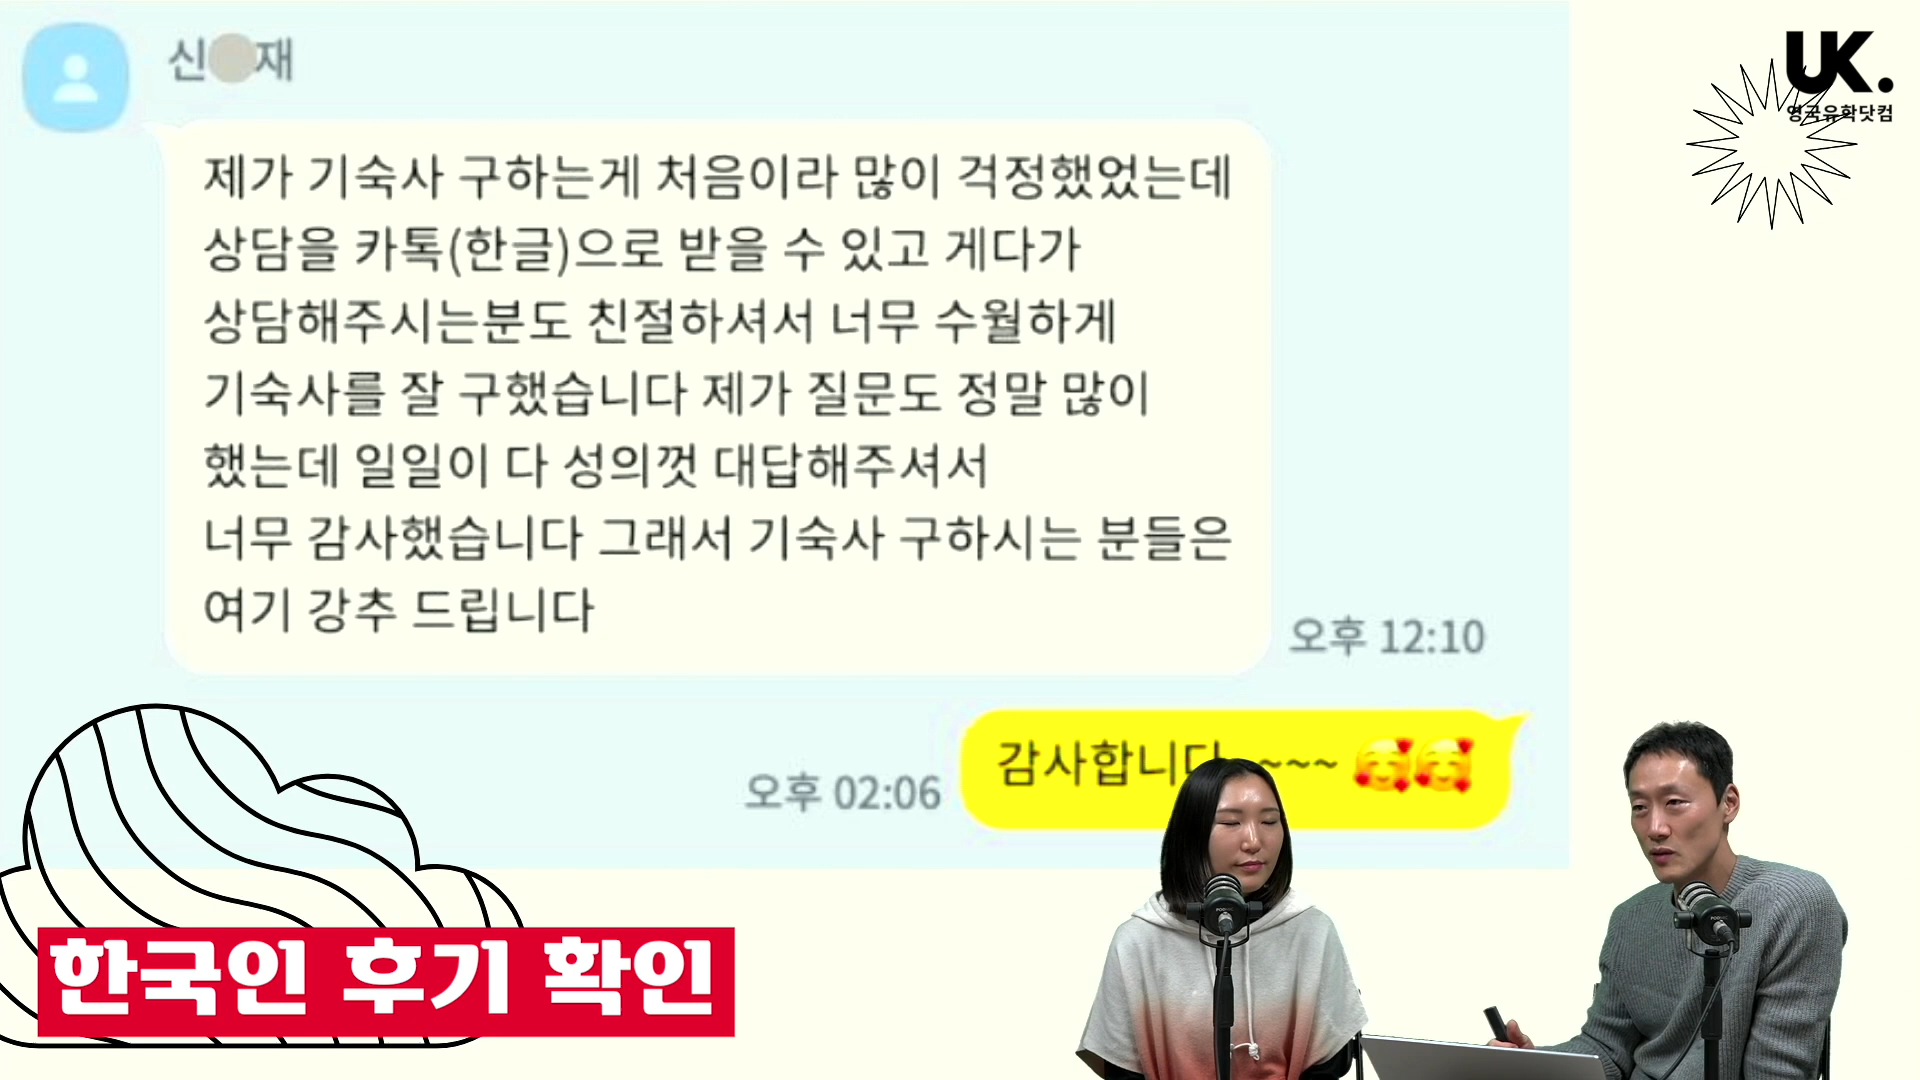 신 재
제가 기숙사 구하는게 처음이라 많이 걱정했었는데
상담을 카톡(한글)으로 받을 수 있고 게다가
상담해주시는분도 친절하셔서 너무 수월하게
기숙사를 잘 구했습니다 제가 질문도 정말 많이
했는데 일일이 다 성의껏 대답해주셔서
너무 감사했습니다 그래서 기숙사 구하시는 분들은
여기 강추 드립니다
오후 12:10
감사합니다 ~~~ 🥰🥰
오후 02:06
UK.
영국유학닷컴
한국인 후기 확인